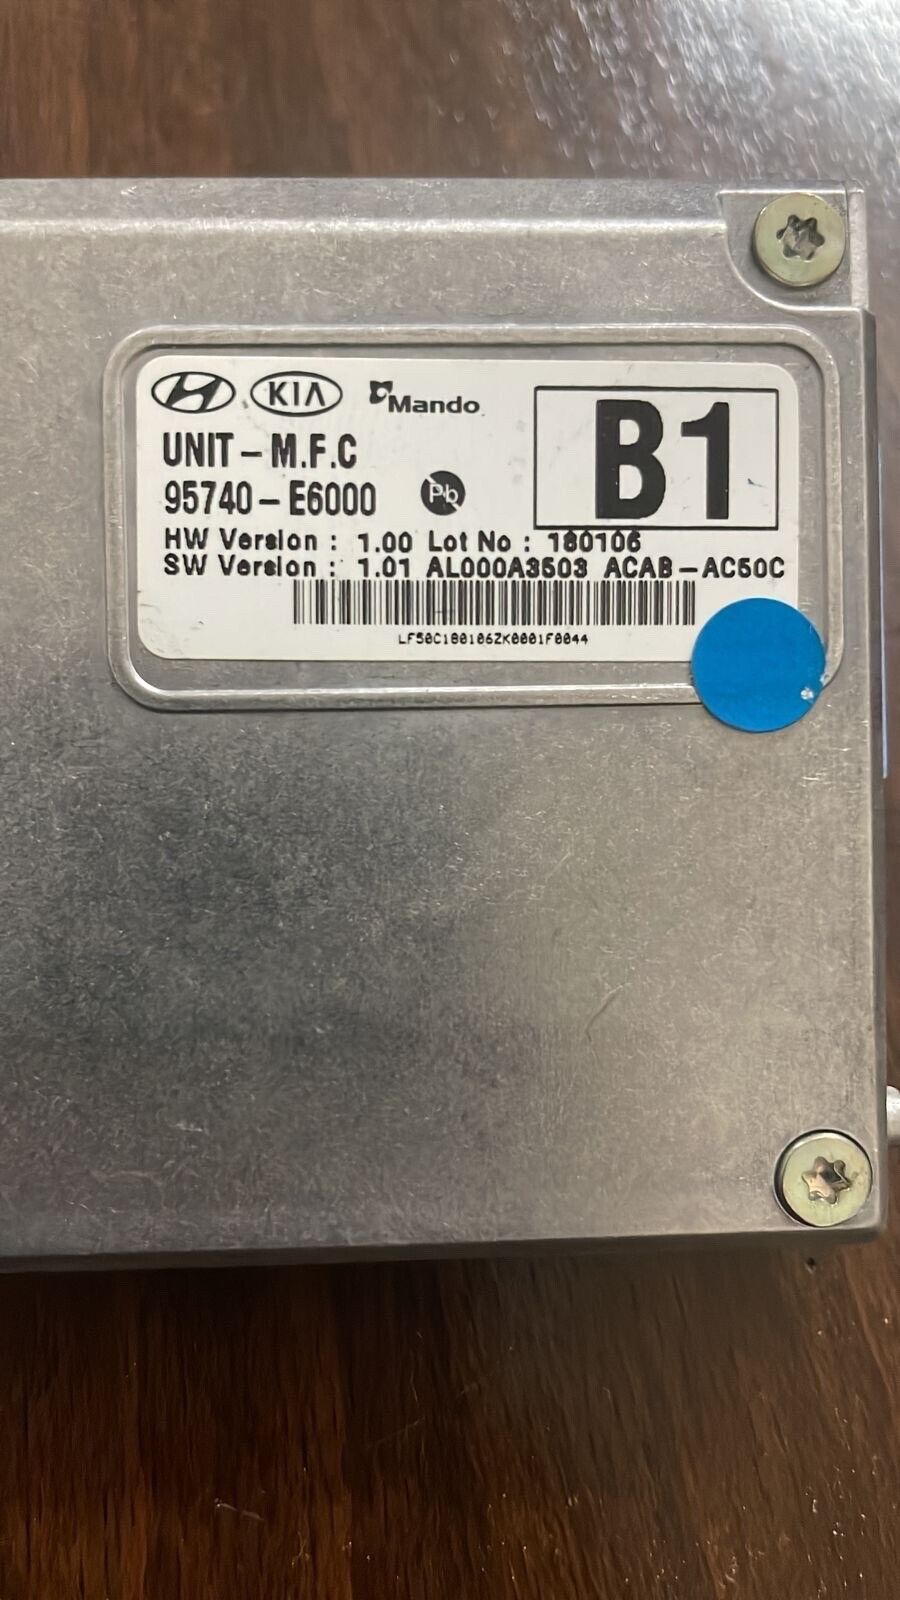 KIA Mando
B1
UNIT-M.F.C
95740-E6000 Pb
HW Version : 1.00 Lot No : 180106
SW Version : 1.01 AL000A3503 ACAB-AC50C
LF50C180106ZK0001F0044